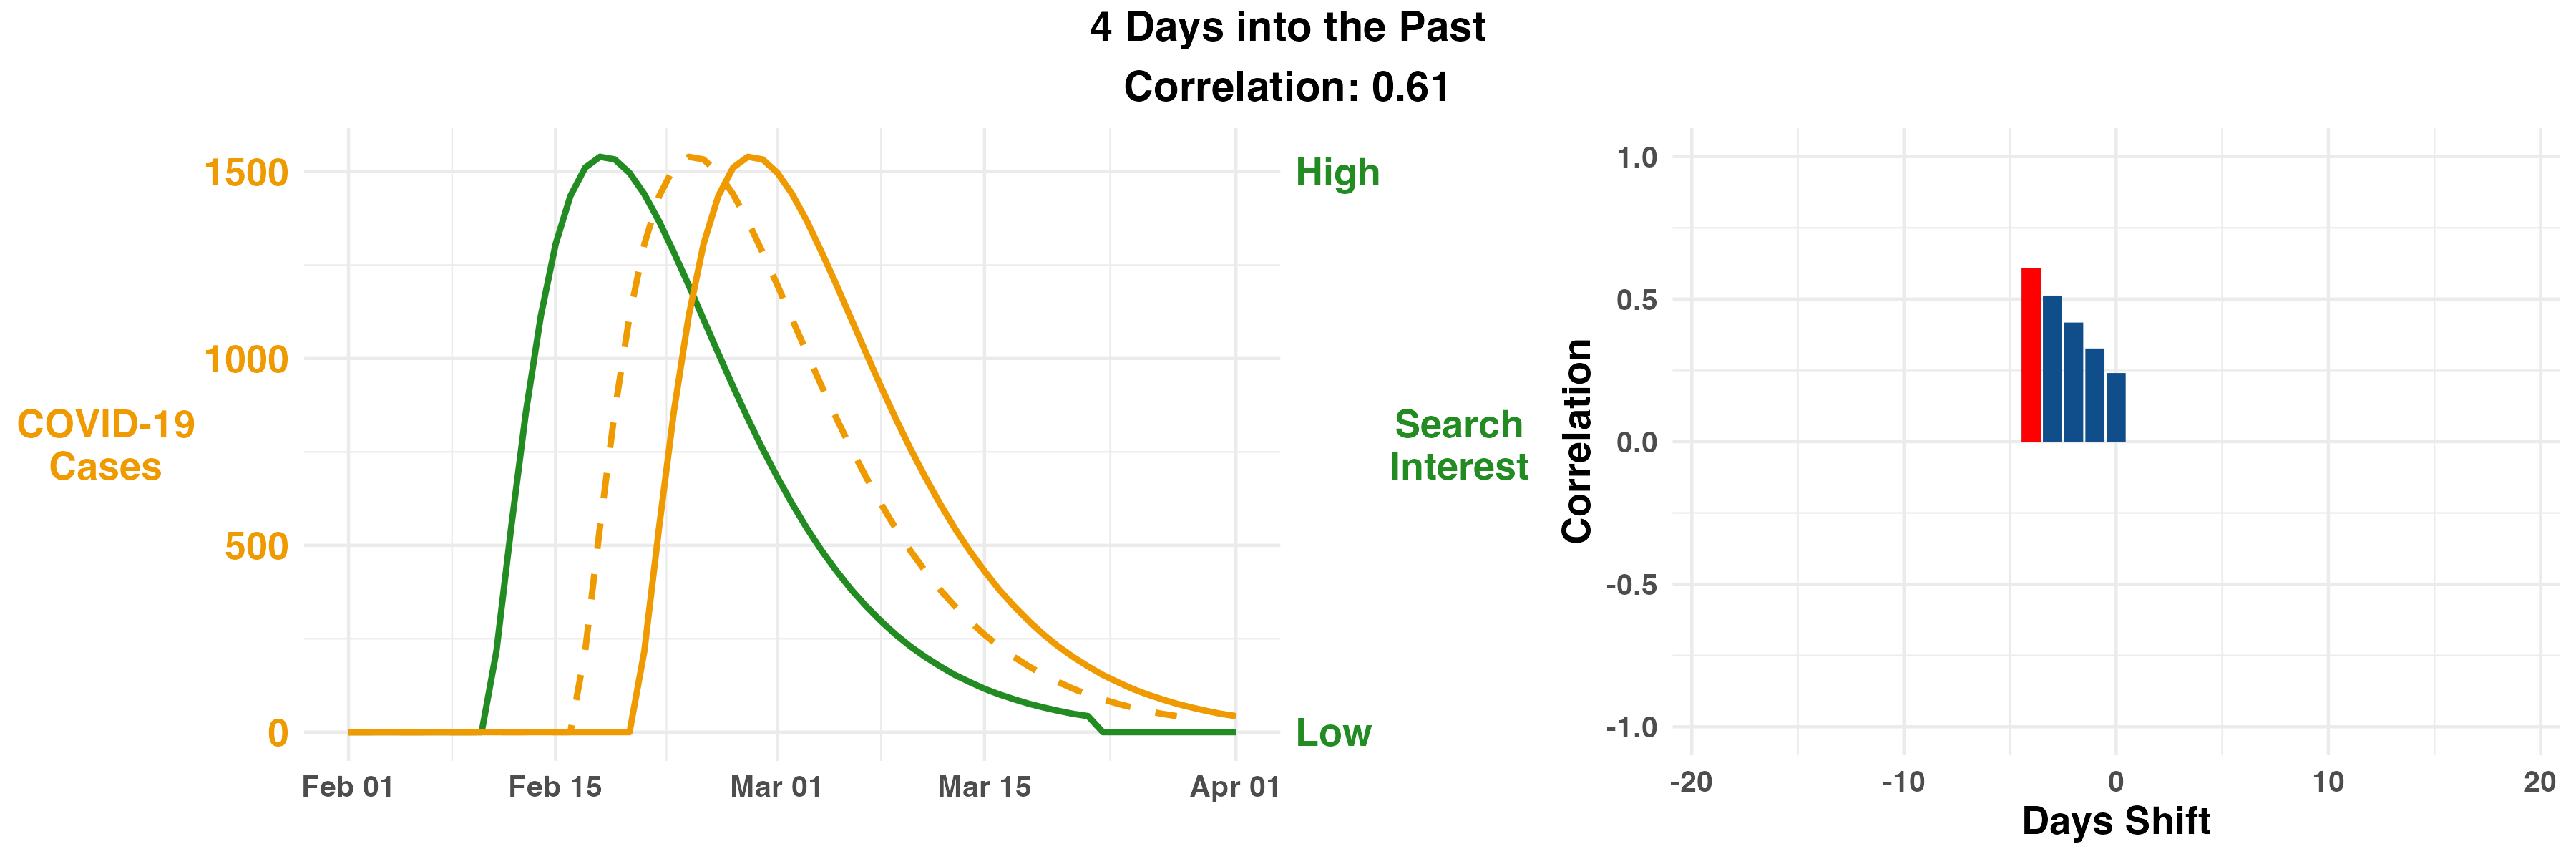 4 Days into the Past
Correlation: 0.61
COVID-19
Cases
1500
1000
500
0
Feb 01
Feb 15
Mar 01
Mar 15
Apr 01
High
Low
Search
Interest
Correlation
1.0
0.5
0.0
-0.5
-1.0
-20
-10
0
10
20
Days Shift